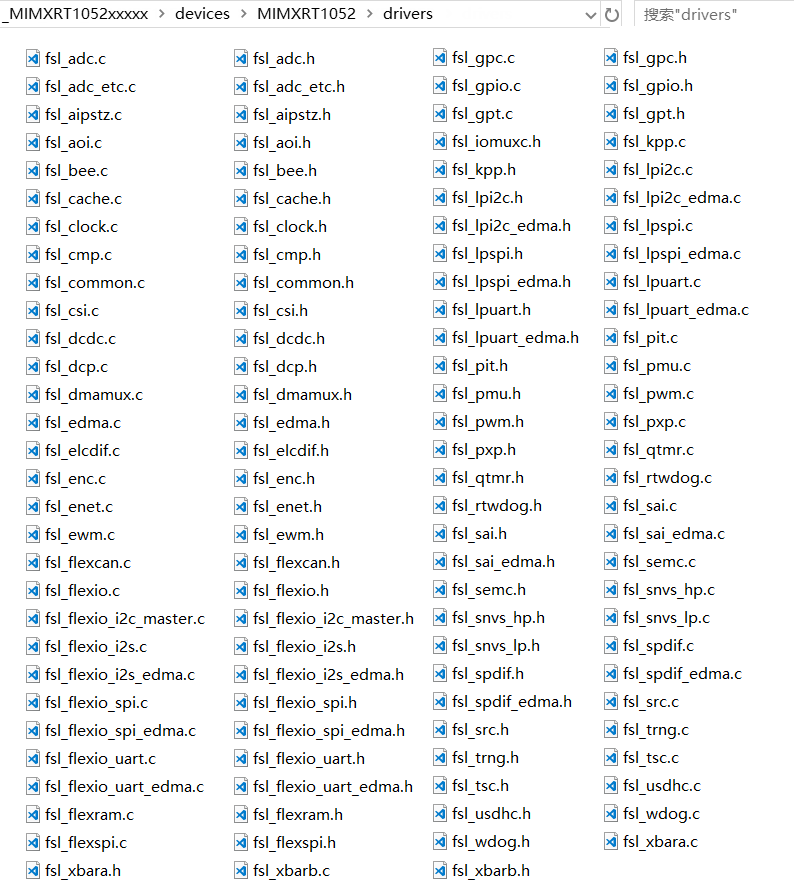 _MIMXRT1052xxxxx > devices > MIMXRT1052 > drivers 搜索"drivers"
fsl_adc.c fsl_adc.h fsl_gpc.c fsl_gpc.h
fsl_adc_etc.c fsl_adc_etc.h fsl_gpio.c fsl_gpio.h
fsl_aipstz.c fsl_aipstz.h fsl_gpt.c fsl_gpt.h
fsl_aoi.c fsl_aoi.h fsl_iomuxc.h fsl_kpp.c
fsl_bee.c fsl_bee.h fsl_kpp.h fsl_lpi2c.c
fsl_cache.c fsl_cache.h fsl_lpi2c.h fsl_lpi2c_edma.c
fsl_clock.c fsl_clock.h fsl_lpi2c_edma.h fsl_lpspi.c
fsl_cmp.c fsl_cmp.h fsl_lpspi.h fsl_lpspi_edma.c
fsl_common.c fsl_common.h fsl_lpspi_edma.h fsl_lpuart.c
fsl_csi.c fsl_csi.h fsl_lpuart.h fsl_lpuart_edma.c
fsl_dcdc.c fsl_dcdc.h fsl_lpuart_edma.h fsl_pit.c
fsl_dcp.c fsl_dcp.h fsl_pit.h fsl_pmu.c
fsl_dmamux.c fsl_dmamux.h fsl_pmu.h fsl_pwm.c
fsl_edma.c fsl_edma.h fsl_pwm.h fsl_pxp.c
fsl_elcdif.c fsl_elcdif.h fsl_pxp.h fsl_qtmr.c
fsl_enc.c fsl_enc.h fsl_qtmr.h fsl_rtwdog.c
fsl_enet.c fsl_enet.h fsl_rtwdog.h fsl_sai.c
fsl_ewm.c fsl_ewm.h fsl_sai.h fsl_sai_edma.c
fsl_flexcan.c fsl_flexcan.h fsl_sai_edma.h fsl_semc.c
fsl_flexio.c fsl_flexio.h fsl_semc.h fsl_snvs_hp.c
fsl_flexio_i2c_master.c fsl_flexio_i2c_master.h fsl_snvs_hp.h fsl_snvs_lp.c
fsl_flexio_i2s.c fsl_flexio_i2s.h fsl_snvs_lp.h fsl_spdif.c
fsl_flexio_i2s_edma.c fsl_flexio_i2s_edma.h fsl_spdif.h fsl_spdif_edma.c
fsl_flexio_spi.c fsl_flexio_spi.h fsl_spdif_edma.h fsl_src.c
fsl_flexio_spi_edma.c fsl_flexio_spi_edma.h fsl_src.h fsl_trng.c
fsl_flexio_uart.c fsl_flexio_uart.h fsl_trng.h fsl_tsc.c
fsl_flexio_uart_edma.c fsl_flexio_uart_edma.h fsl_tsc.h fsl_usdhc.c
fsl_flexram.c fsl_flexram.h fsl_usdhc.h fsl_wdog.c
fsl_flexspi.c fsl_flexspi.h fsl_wdog.h fsl_xbara.c
fsl_xbara.h fsl_xbarb.c fsl_xbarb.h